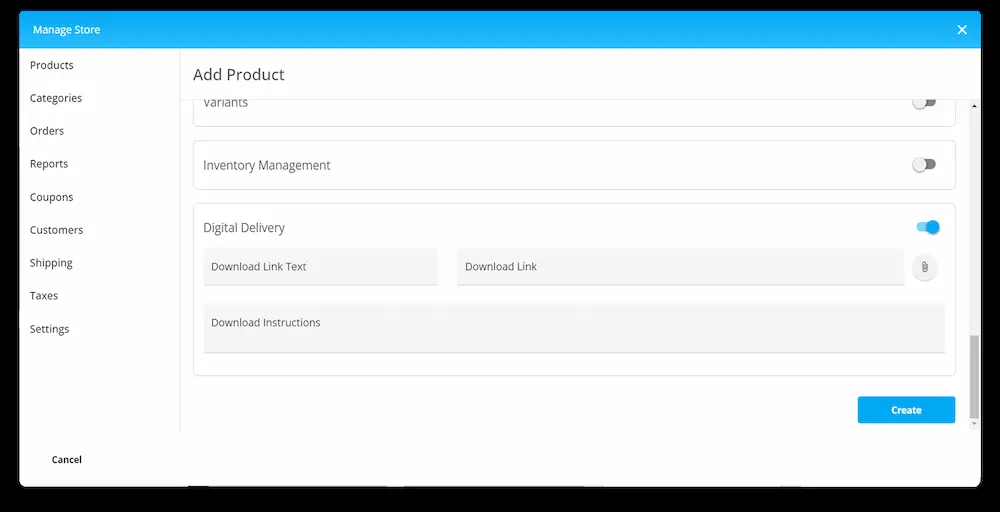 Manage Store
Products
Categories
Orders
Reports
Coupons
Customers
Shipping
Taxes
Settings
Cancel
Add Product
Variants
Inventory Management
Digital Delivery
Download Link Text Download Link
Download Instructions
Create